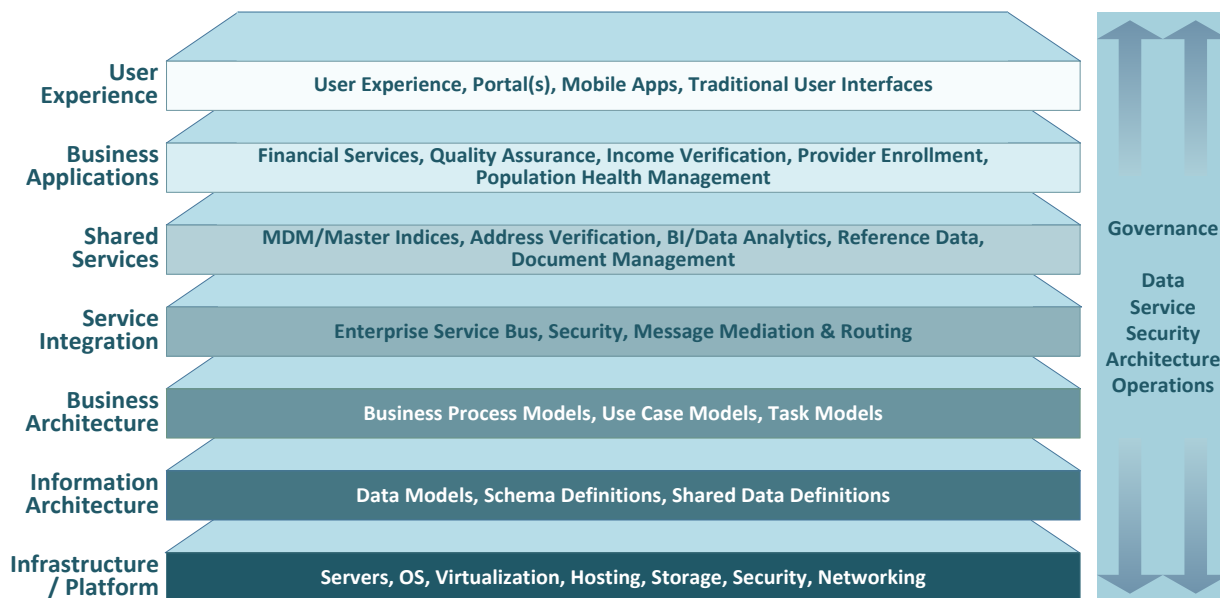 User
Experience
User Experience, Portal(s), Mobile Apps, Traditional User Interfaces
Business
Applications
Financial Services, Quality Assurance, Income Verification, Provider Enrollment,
Population Health Management
Shared
Services
MDM/Master Indices, Address Verification, BI/Data Analytics, Reference Data,
Document Management
Service
Integration
Enterprise Service Bus, Security, Message Mediation & Routing
Business
Architecture
Business Process Models, Use Case Models, Task Models
Information
Architecture
Data Models, Schema Definitions, Shared Data Definitions
Infrastructure
/ Platform
Servers, OS, Virtualization, Hosting, Storage, Security, Networking
Governance
Data
Service
Security
Architecture
Operations